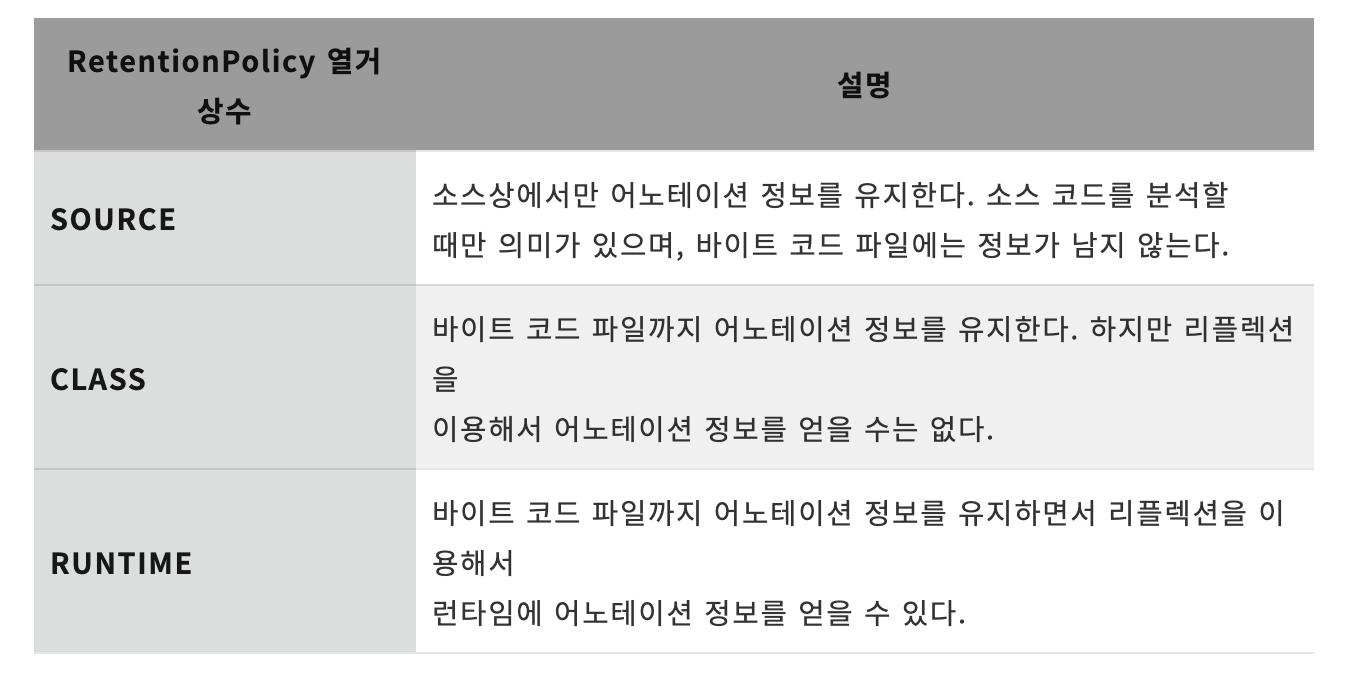 RetentionPolicy 열거
상수
설명
SOURCE
소스상에서만 어노테이션 정보를 유지한다. 소스 코드를 분석할
때만 의미가 있으며, 바이트 코드 파일에는 정보가 남지 않는다.
CLASS
바이트 코드 파일까지 어노테이션 정보를 유지한다. 하지만 리플렉션
을
이용해서 어노테이션 정보를 얻을 수는 없다.
RUNTIME
바이트 코드 파일까지 어노테이션 정보를 유지하면서 리플렉션을 이
용해서
런타임에 어노테이션 정보를 얻을 수 있다.